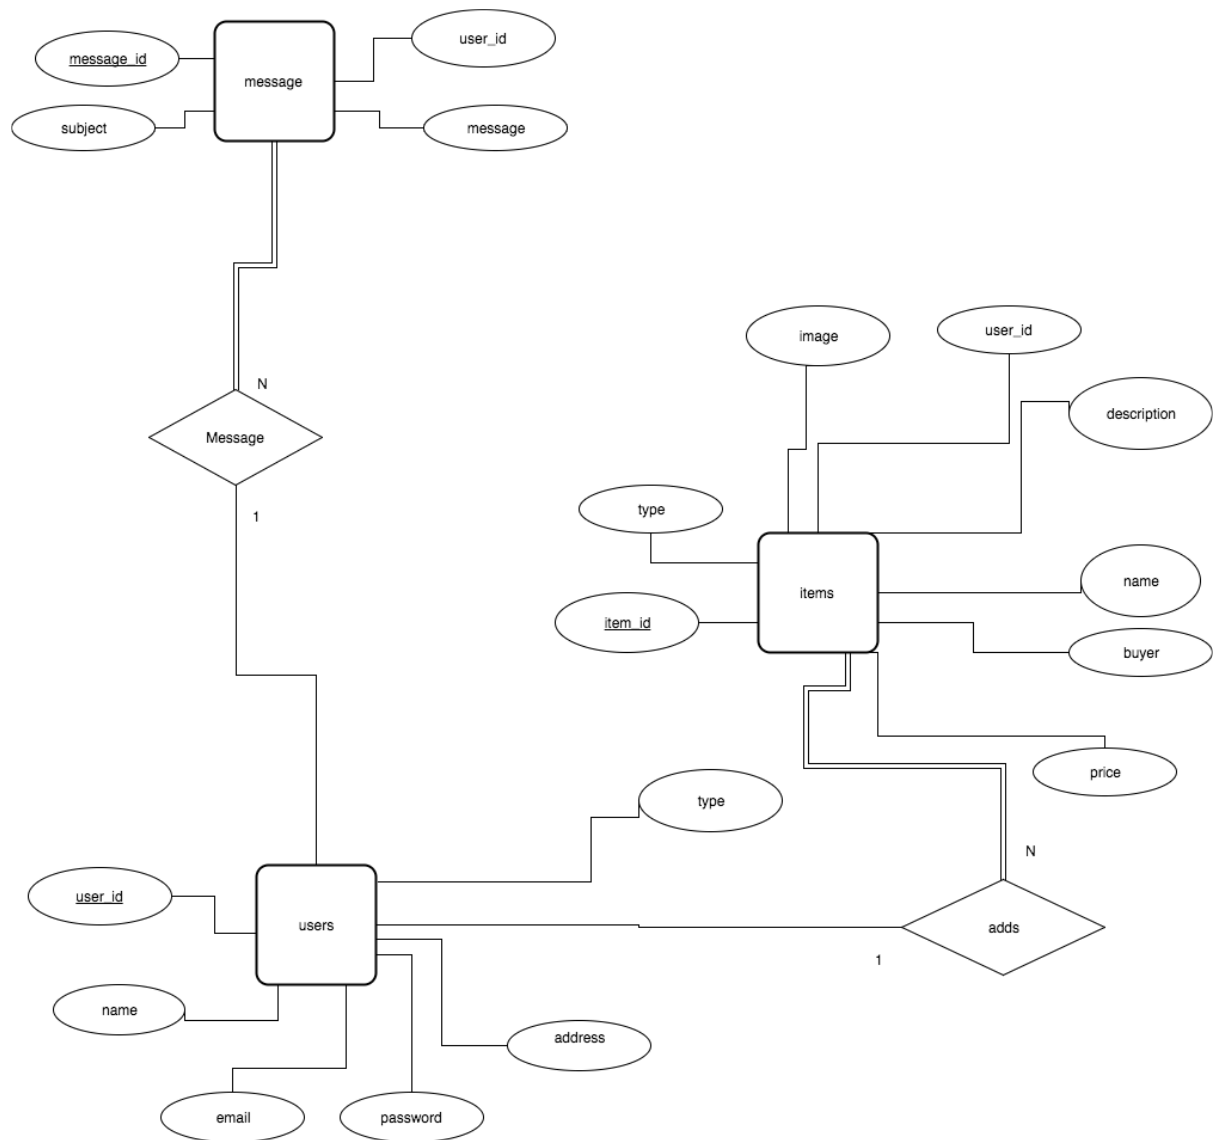 user_id
message_id
message
subject
message
image
user_id
N
description
Message
type
1
name
items
item_id
buyer
price
type
N
user_id
users
adds
1
name
address
email
password